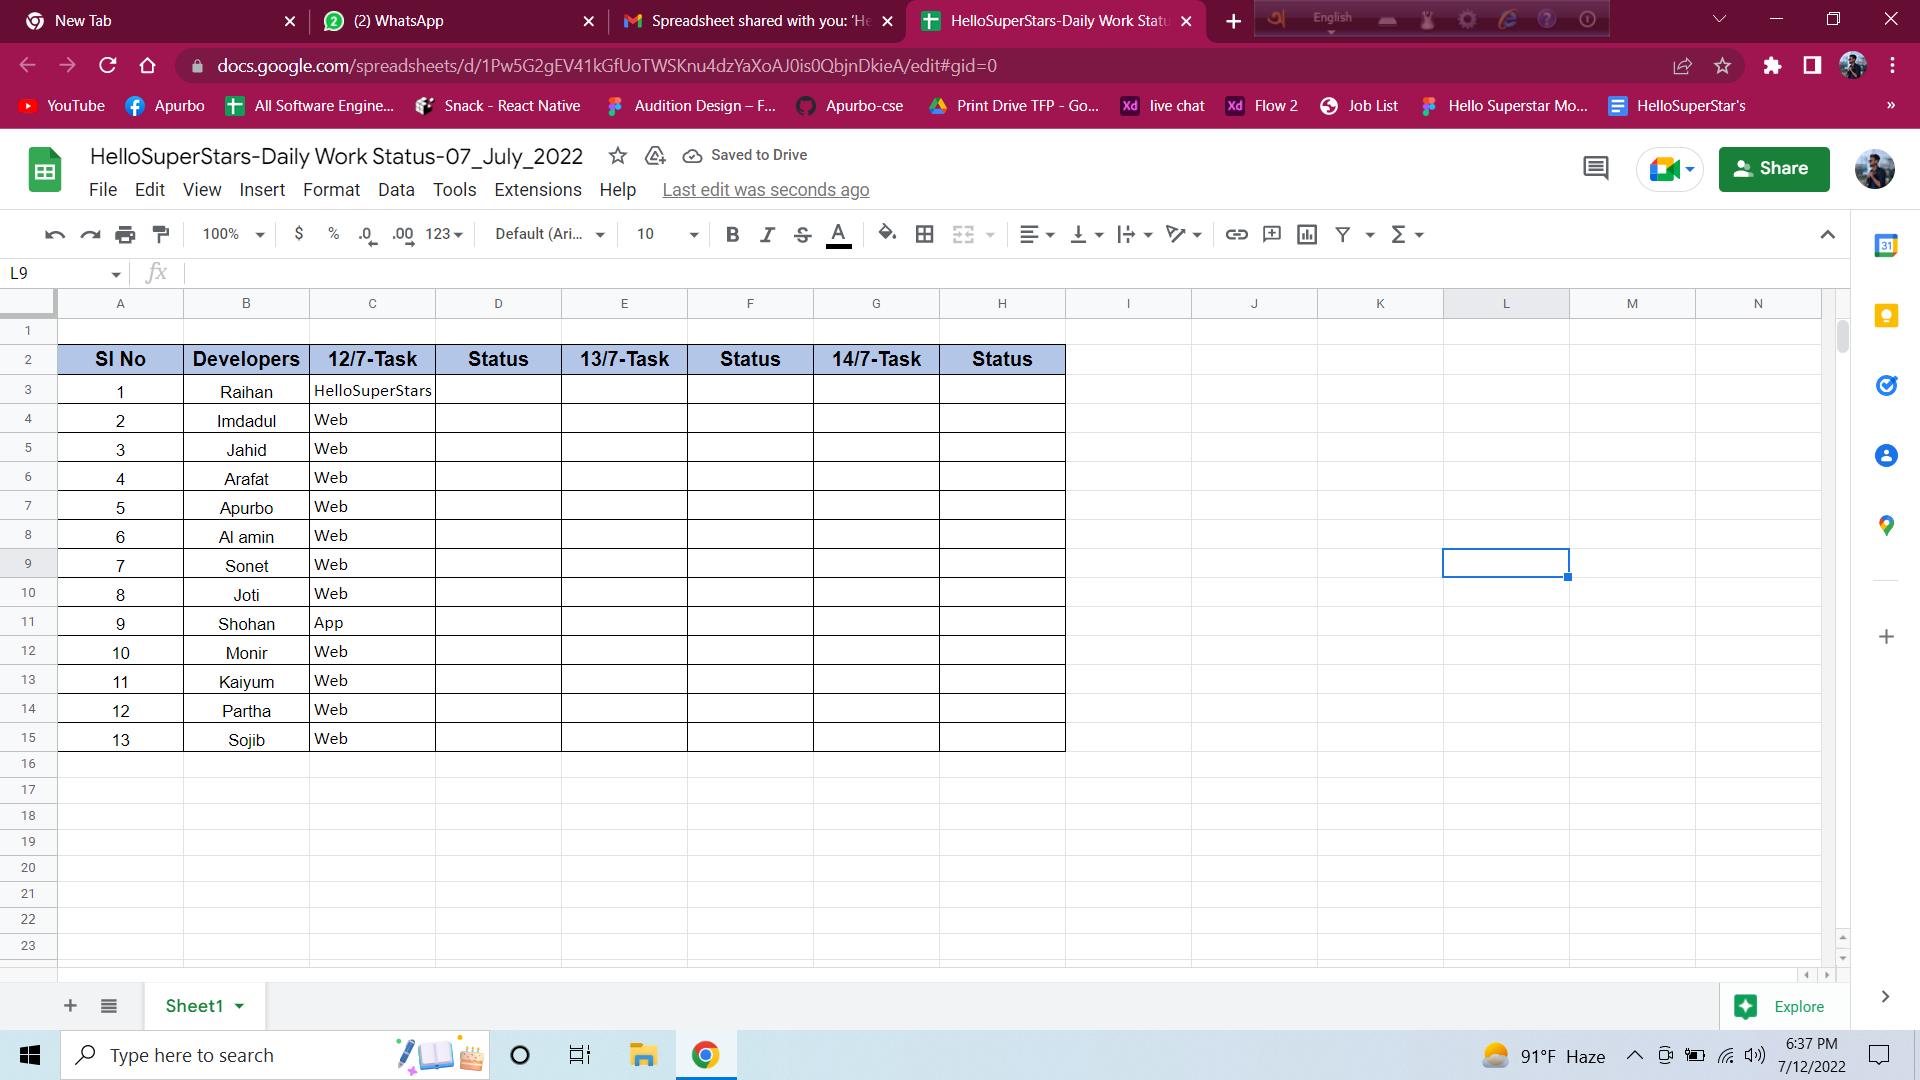 New Tab
(2) WhatsApp
Spreadsheet shared with you: 'He
HelloSuperStars-Daily Work Statu
English
docs.google.com/spreadsheets/d/1Pw5G2gEV41kGfUoTWSKnu4dzYaXoAJ0is0QbjnDkieA/edit#gid=0
YouTube
Apurbo
All Software Engine...
Snack - React Native
Audition Design – F...
Apurbo-cse
Print Drive TFP - Go...
Xd live chat
Xd Flow 2
Job List
Hello Superstar Mo...
HelloSuperStar's
»
HelloSuperStars-Daily Work Status-07_July_2022
Saved to Drive
File Edit View Insert Format Data Tools Extensions Help Last edit was seconds ago
Share
100% $ % .0 .00 123 Default (Ari... 10 B I S A Σ
31
L9 fx
A B C D E F G H I J K L M N
1
2 Sl No Developers 12/7-Task Status 13/7-Task Status 14/7-Task Status
3 1 Raihan HelloSuperStars
4 2 Imdadul Web
5 3 Jahid Web
6 4 Arafat Web
7 5 Apurbo Web
8 6 Al amin Web
9 7 Sonet Web
10 8 Joti Web
11 9 Shohan App
12 10 Monir Web
13 11 Kaiyum Web
14 12 Partha Web
15 13 Sojib Web
16
17
18
19
20
21
22
23
Sheet1
Explore
Type here to search
91°F Haze
6:37 PM
7/12/2022